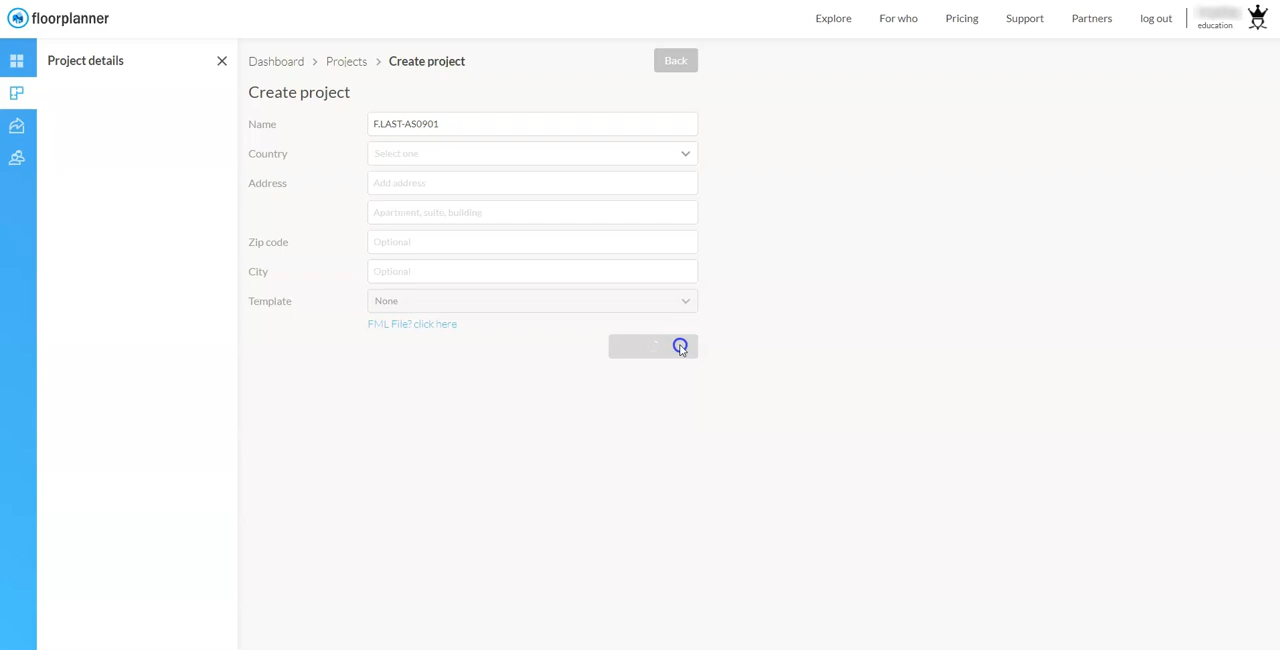 floorplanner
Explore
For who
Pricing
Support
Partners
log out
education
Project details
Dashboard > Projects > Create project
Back
Create project
Name
F.LAST-AS0901
Country
Select one
Address
Add address
Apartment, suite, building
Zip code
Optional
City
Optional
Template
None
FML File? click here